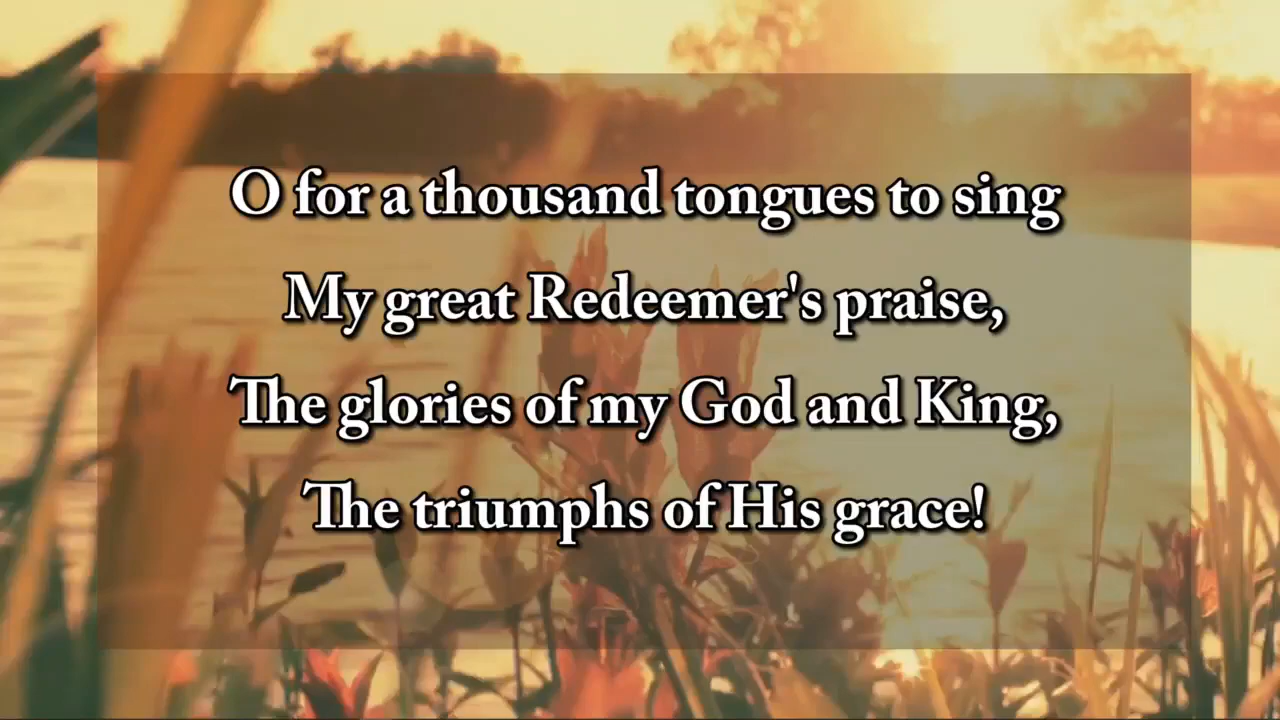 O for a thousand tongues to sing
My great Redeemer's praise,
The glories of my God and King,
The triumphs of His grace!